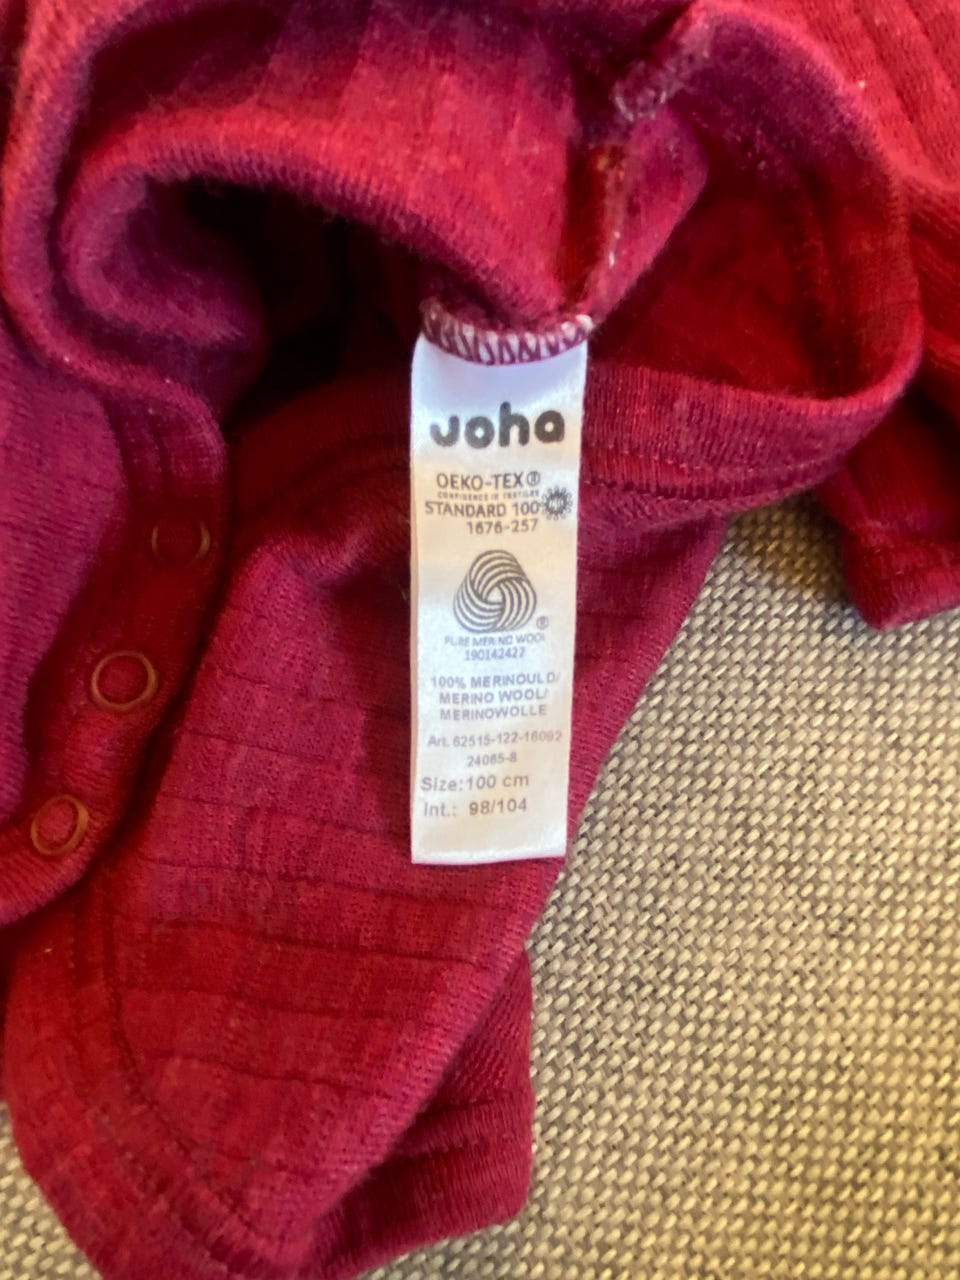 Joha
OEKO-TEX®
CONFIDENCE IN TEXTILES
STANDARD 100
1676-257
®
PURE MERINO WOOL
190142422
100% MERINOULD/
MERINO WOOL/
MERINOWOLLE
Art. 62515-122-16092
24065-8
Size: 100 cm
Int.: 98/104